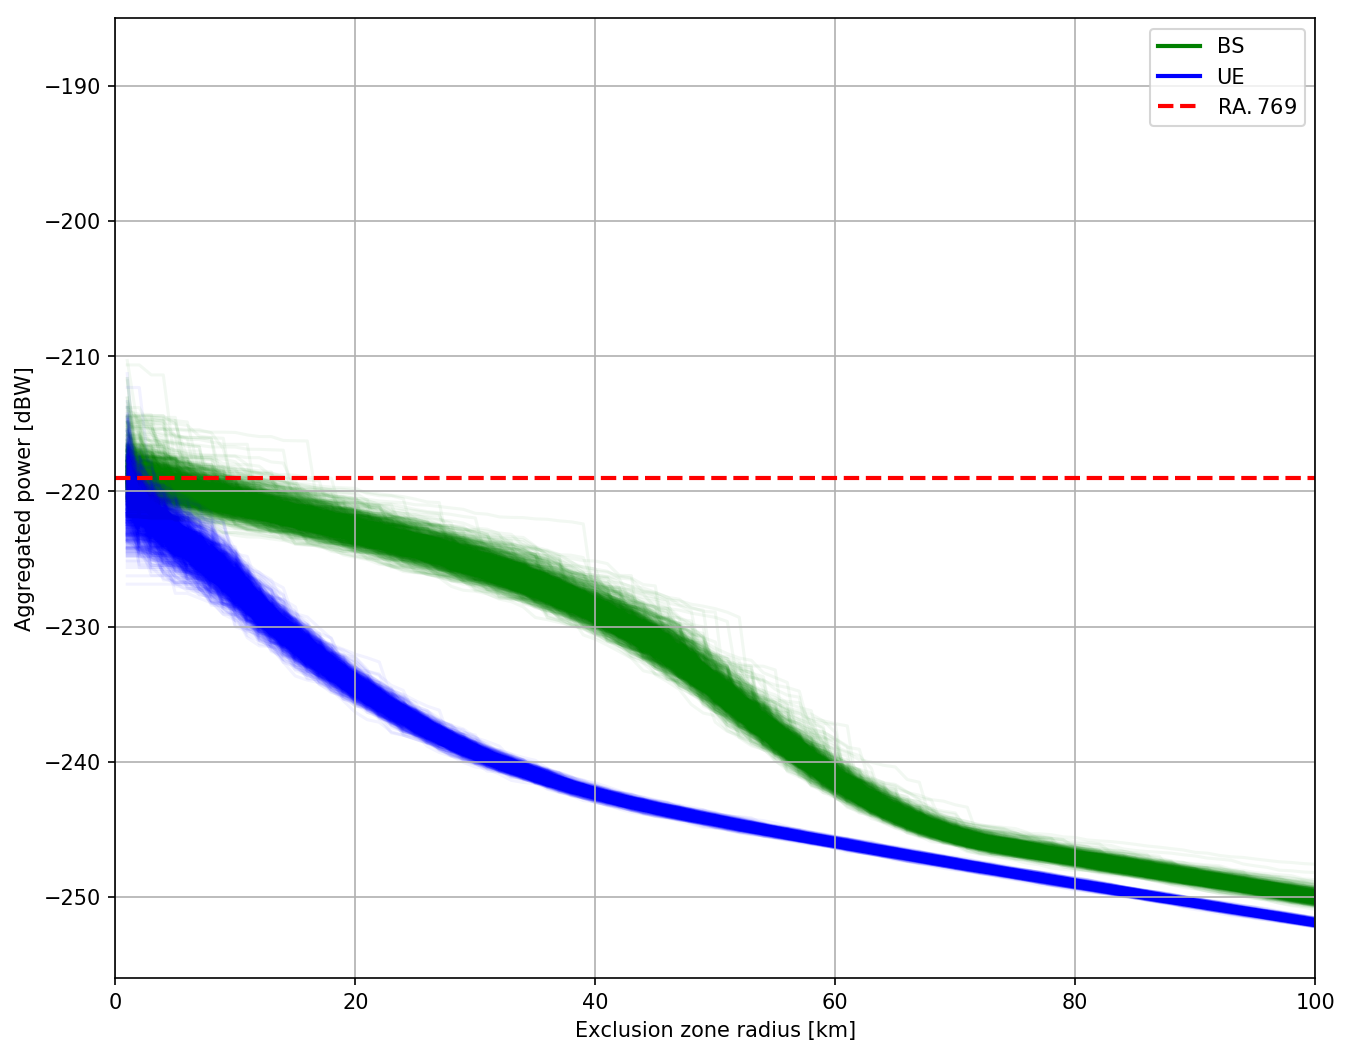 BS
UE
RA. 769
−190
−200
−210
−220
−230
−240
−250
Aggregated power [dBW]
0 20 40 60 80 100
Exclusion zone radius [km]